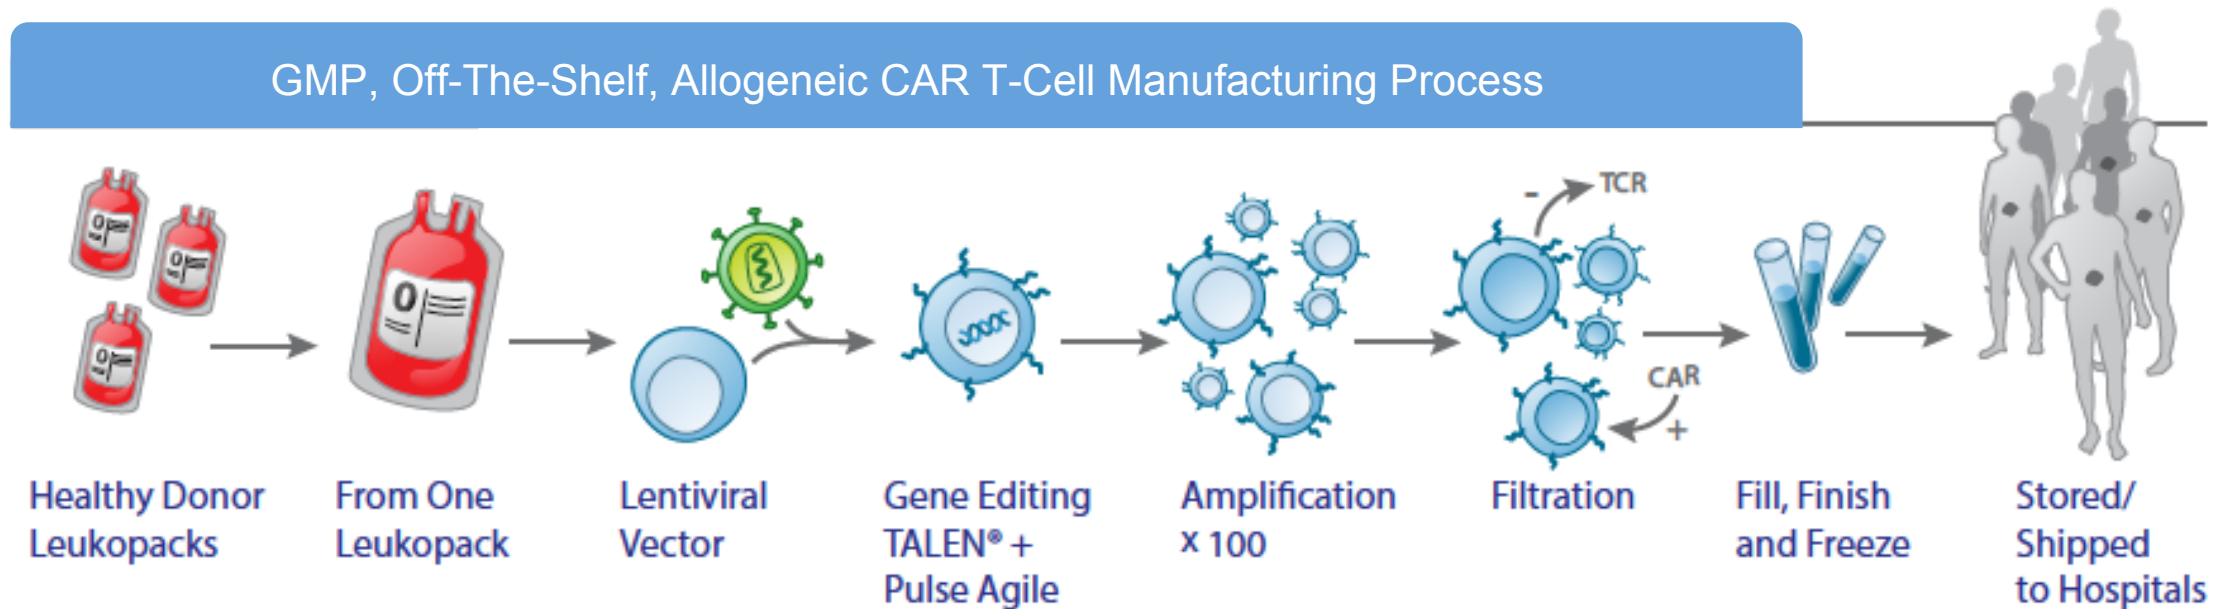 GMP, Off-The-Shelf, Allogeneic CAR T-Cell Manufacturing Process
O
O
O
O
- TCR
CAR
+
Healthy Donor
Leukopacks
From One
Leukopack
Lentiviral
Vector
Gene Editing
TALEN® +
Pulse Agile
Amplification
x 100
Filtration
Fill, Finish
and Freeze
Stored/
Shipped
to Hospitals